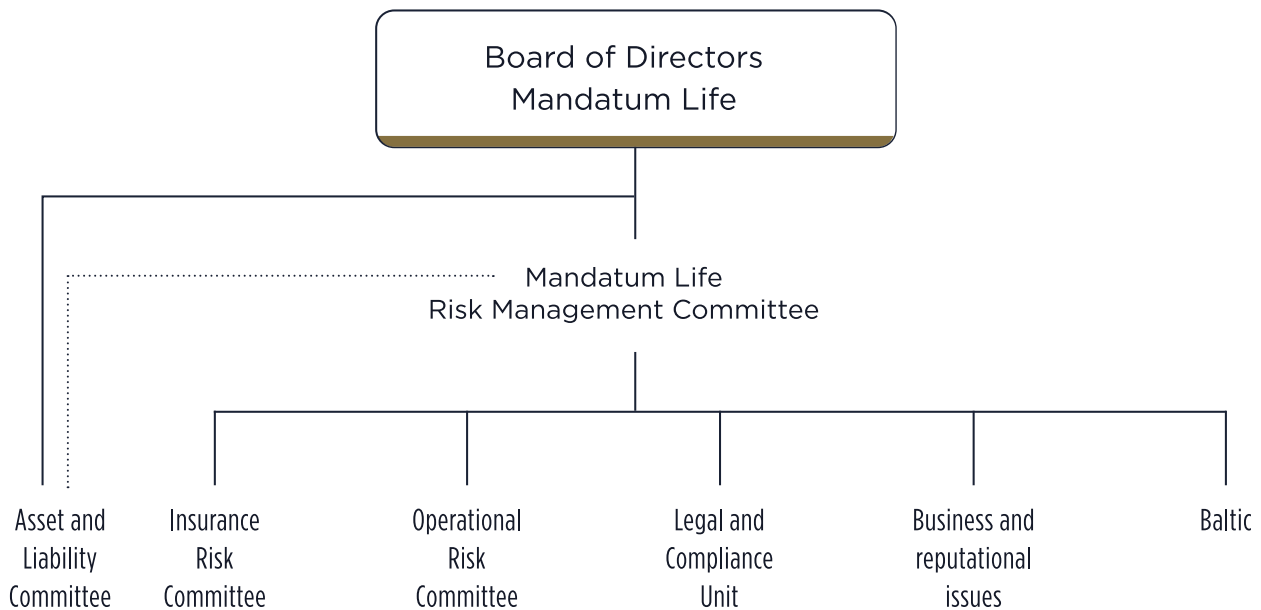 Board of Directors
Mandatum Life
Mandatum Life
Risk Management Committee
Asset and
Liability
Committee
Insurance
Risk
Committee
Operational
Risk
Committee
Legal and
Compliance
Unit
Business and
reputational
issues
Baltic